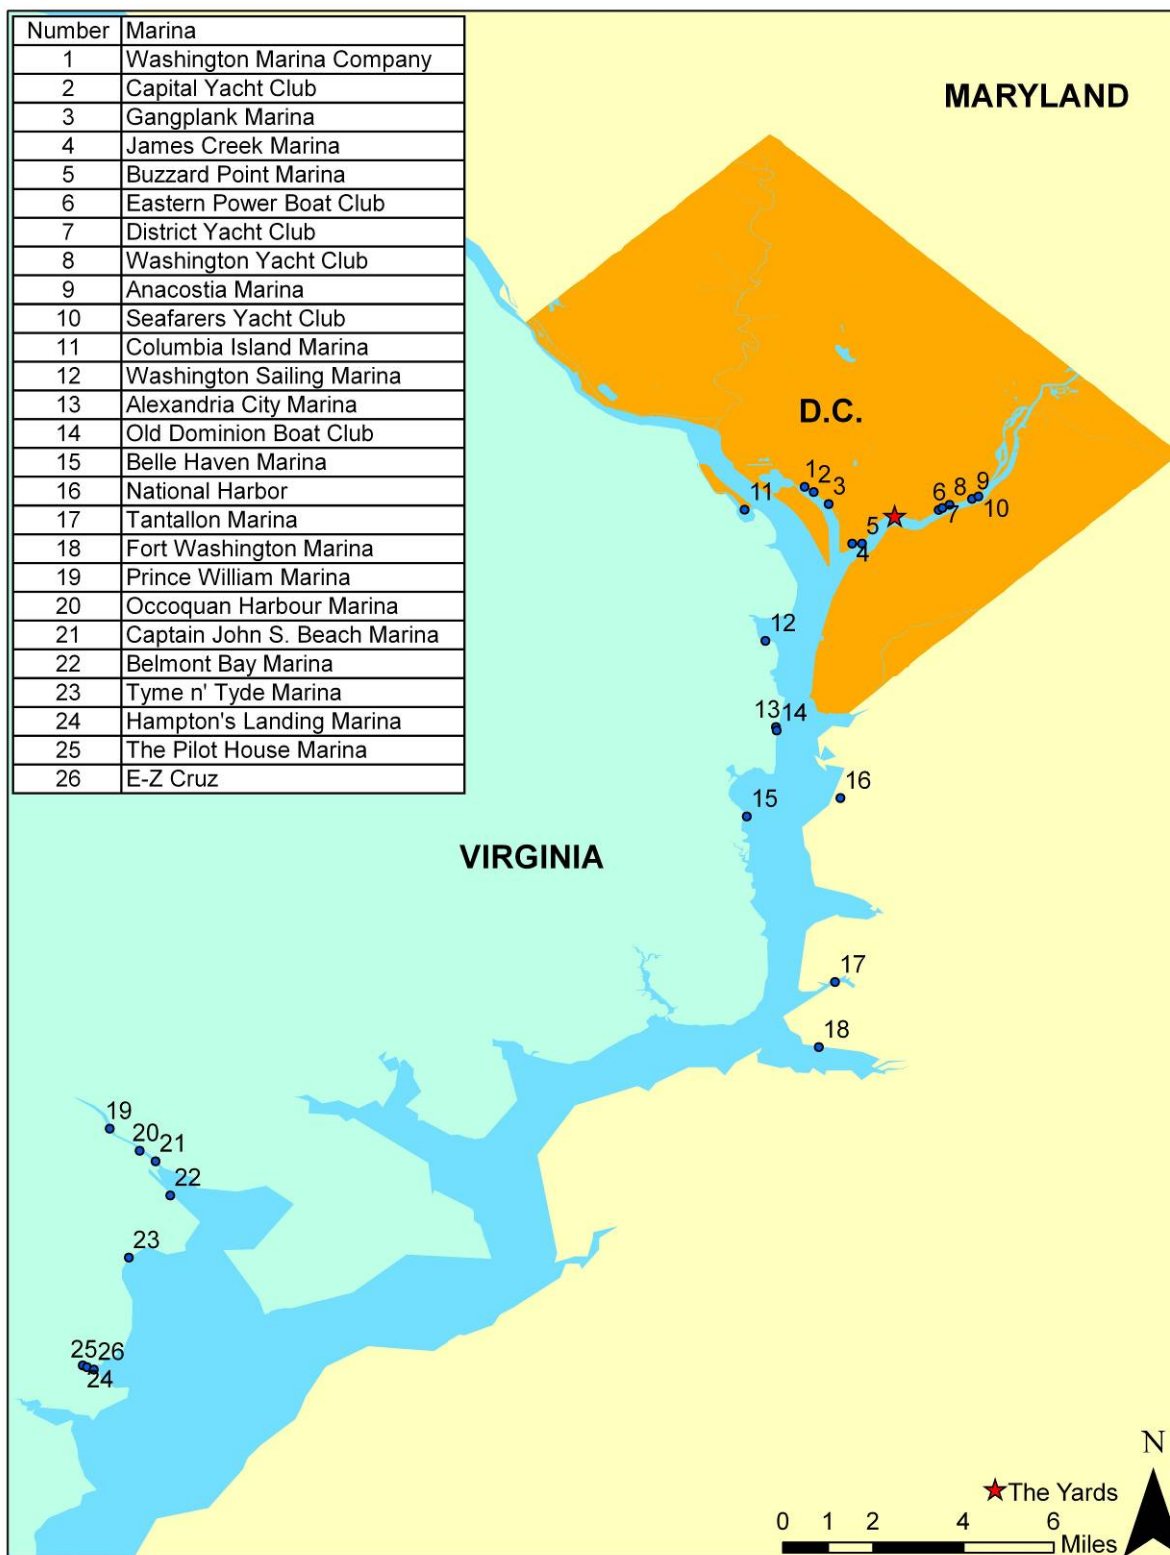 Number Marina
1 Washington Marina Company
2 Capital Yacht Club
3 Gangplank Marina
4 James Creek Marina
5 Buzzard Point Marina
6 Eastern Power Boat Club
7 District Yacht Club
8 Washington Yacht Club
9 Anacostia Marina
10 Seafarers Yacht Club
11 Columbia Island Marina
12 Washington Sailing Marina
13 Alexandria City Marina
14 Old Dominion Boat Club
15 Belle Haven Marina
16 National Harbor
17 Tantallon Marina
18 Fort Washington Marina
19 Prince William Marina
20 Occoquan Harbour Marina
21 Captain John S. Beach Marina
22 Belmont Bay Marina
23 Tyme n' Tyde Marina
24 Hampton's Landing Marina
25 The Pilot House Marina
26 E-Z Cruz
MARYLAND
D.C.
1 2
3
11
5
4
6
8
9
7
10
12
13 14
16
15
VIRGINIA
17
18
19
20
21
22
23
25 26
24
N
The Yards
0 1 2 4 6
Miles